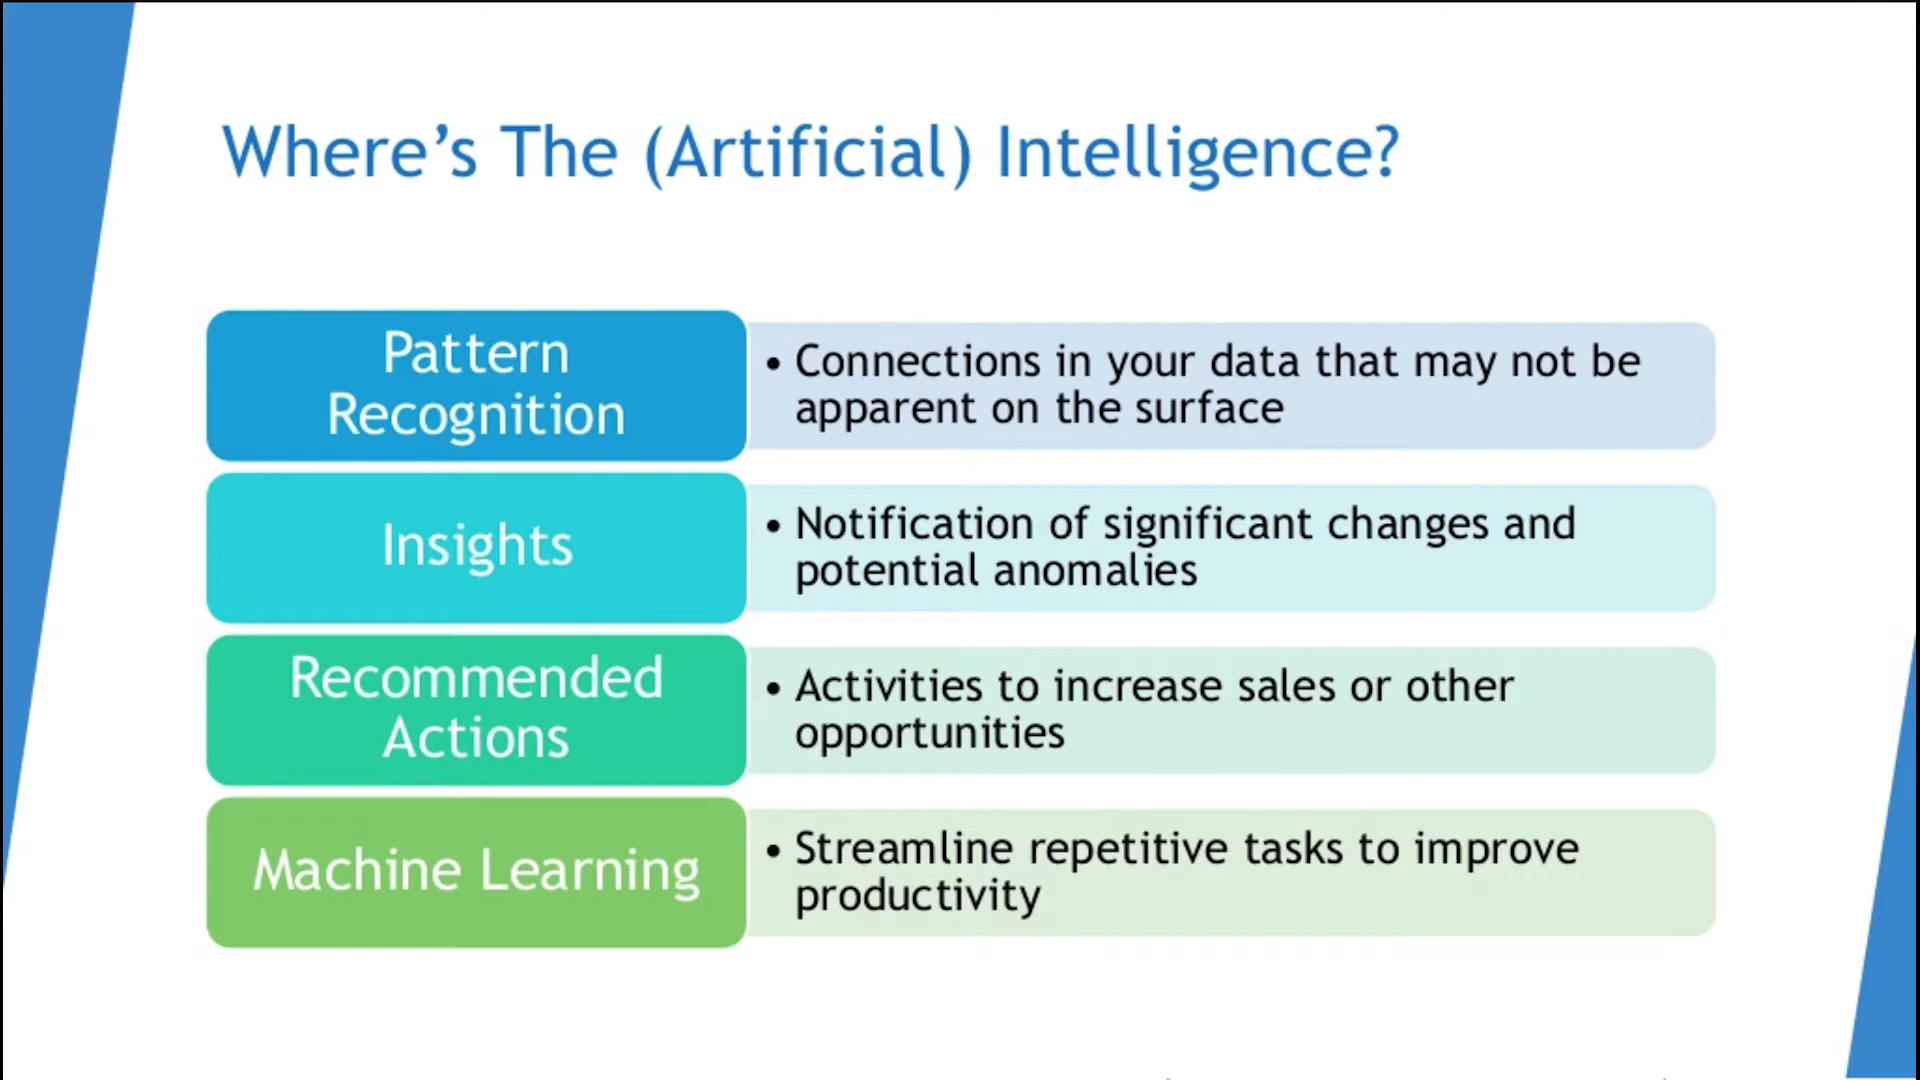 Where’s The (Artificial) Intelligence?
Pattern
Recognition
• Connections in your data that may not be
apparent on the surface
Insights
• Notification of significant changes and
potential anomalies
Recommended
Actions
• Activities to increase sales or other
opportunities
Machine Learning
• Streamline repetitive tasks to improve
productivity